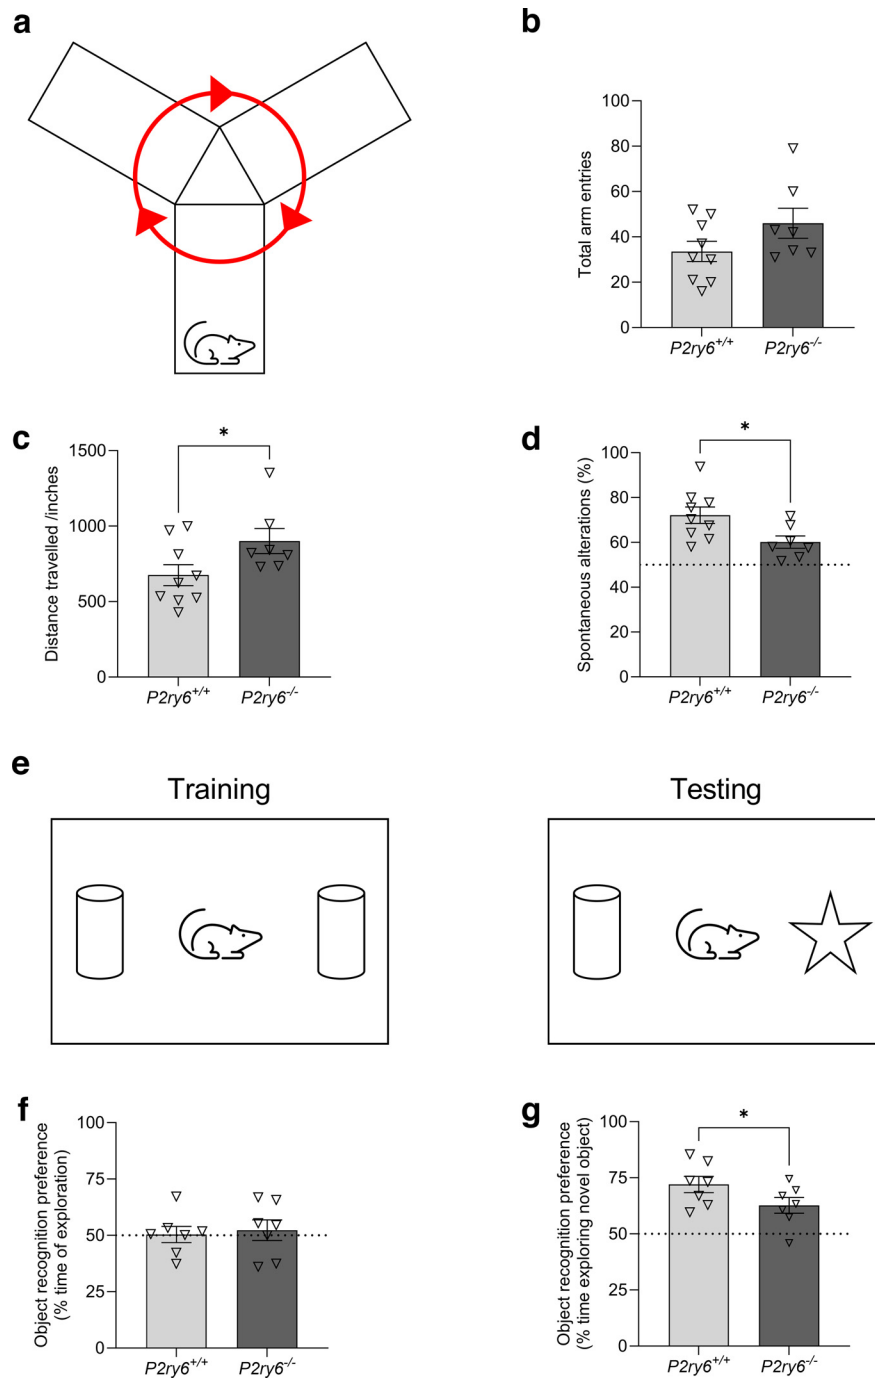 a
b
Total arm entries
100
80
60
40
20
0
P2ry6+/+
P2ry6-/-
c
Distance travelled /inches
1500
1000
500
0
*
P2ry6+/+
P2ry6-/-
d
Spontaneous alterations (%)
100
80
60
40
20
0
*
P2ry6+/+
P2ry6-/-
e
Training
Testing
f
Object recognition preference
(% time of exploration)
100
75
50
25
0
P2ry6+/+
P2ry6-/-
g
Object recognition preference
(% time exploring novel object)
100
75
50
25
0
*
P2ry6+/+
P2ry6-/-